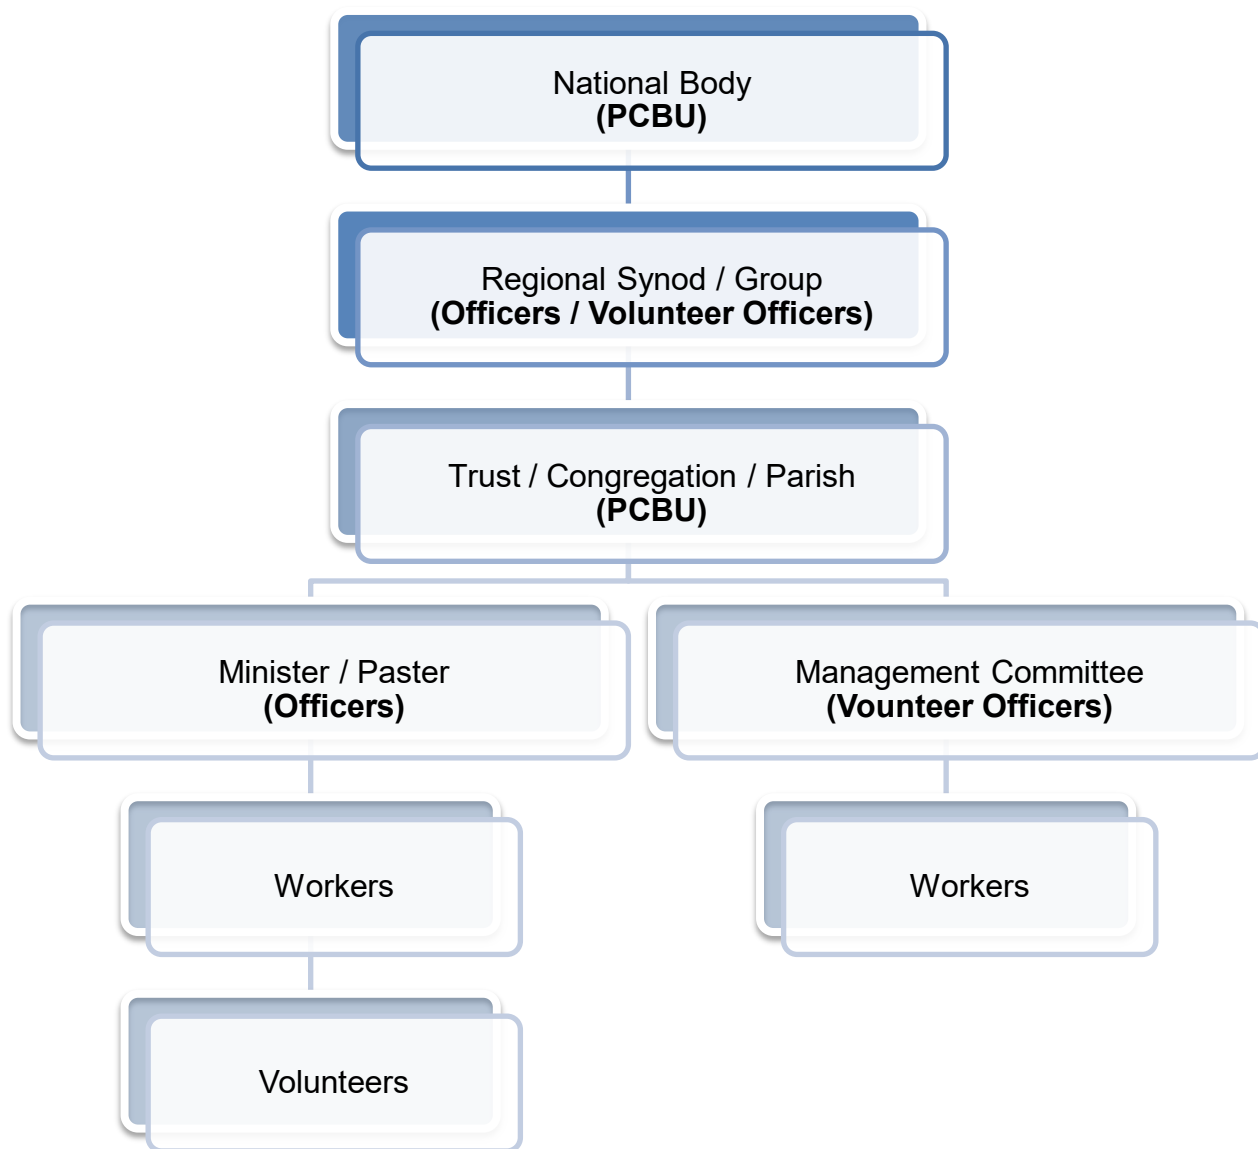 National Body
(PCBU)
Regional Synod / Group
(Officers / Volunteer Officers)
Trust / Congregation / Parish
(PCBU)
Minister / Paster
(Officers)
Management Committee
(Vounteer Officers)
Workers
Workers
Volunteers